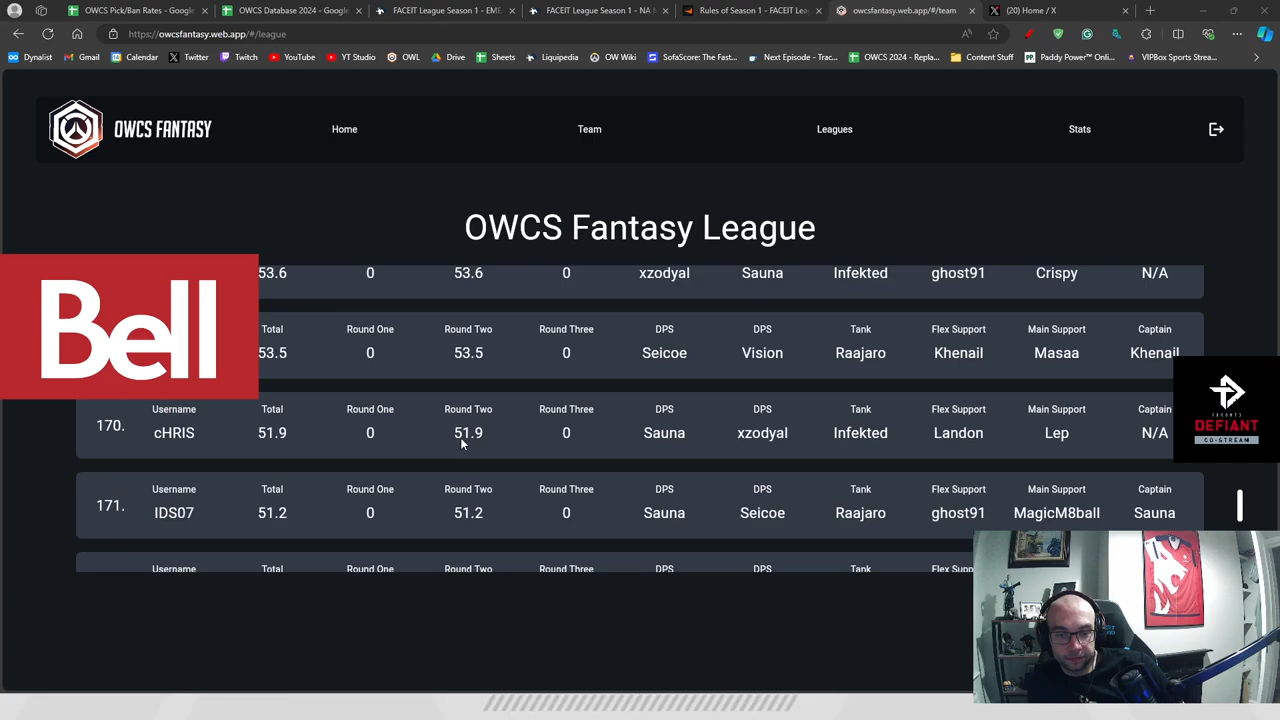 OWCS Pick/Ban Rates - Google
OWCS Database 2024 - Google
FACEIT League Season 1 - EME
FACEIT League Season 1 - NA M
Rules of Season 1 - FACEIT Lea
owcsfantasy.web.app/#/team
(20) Home / X
https://owcsfantasy.web.app/#/league
Dynalist Gmail Calendar Twitter Twitch YouTube YT Studio OWL Drive Sheets Liquipedia OW Wiki SofaScore: The Fast... Next Episode - Trac... OWCS 2024 - Repla... Content Stuff Paddy Power™ Onli... VIPBox Sports Strea...
OWCS FANTASY Home Team Leagues Stats
OWCS Fantasy League
53.6 0 53.6 0 xzodyal Sauna Infekted ghost91 Crispy N/A
Total Round One Round Two Round Three DPS DPS Tank Flex Support Main Support Captain
53.5 0 53.5 0 Seicoe Vision Raajaro Khenail Masaa Khenail
Bell
Username Total Round One Round Two Round Three DPS DPS Tank Flex Support Main Support Captain
170. cHRIS 51.9 0 51.9 0 Sauna xzodyal Infekted Landon Lep N/A
DEFIANT
CO-STREAM
Username Total Round One Round Two Round Three DPS DPS Tank Flex Support Main Support Captain
171. IDS07 51.2 0 51.2 0 Sauna Seicoe Raajaro ghost91 MagicM8ball Sauna
Username Total Round One Round Two Round Three DPS DPS Tank Flex